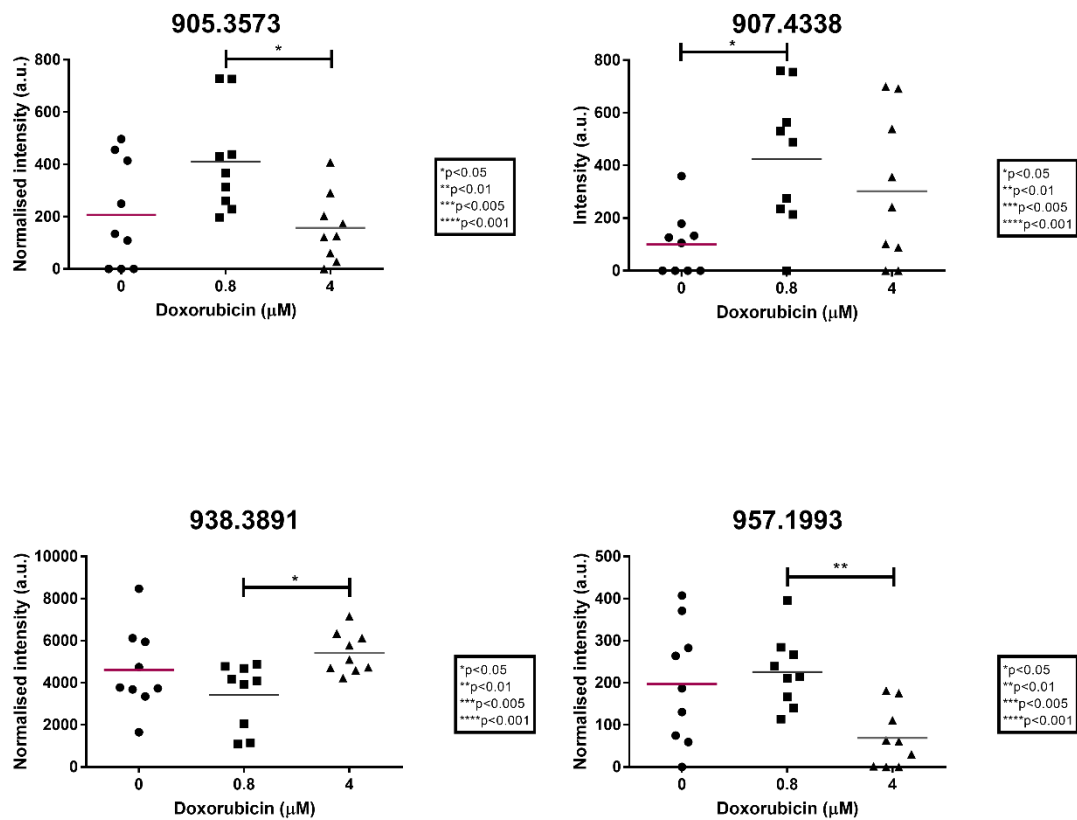 905.3573
*
Normalised intensity (a.u.)
800
600
400
200
0
0
0.8
4
Doxorubicin (μM)
*p<0.05
**p<0.01
***p<0.005
****p<0.001
907.4338
*
Intensity (a.u.)
800
600
400
200
0
0
0.8
4
Doxorubicin (μM)
*p<0.05
**p<0.01
***p<0.005
****p<0.001
938.3891
*
Normalised intensity (a.u.)
10000
8000
6000
4000
2000
0
0
0.8
4
Doxorubicin (μM)
*p<0.05
**p<0.01
***p<0.005
****p<0.001
957.1993
**
Normalised intensity (a.u.)
500
400
300
200
100
0
0
0.8
4
Doxorubicin (μM)
*p<0.05
**p<0.01
***p<0.005
****p<0.001